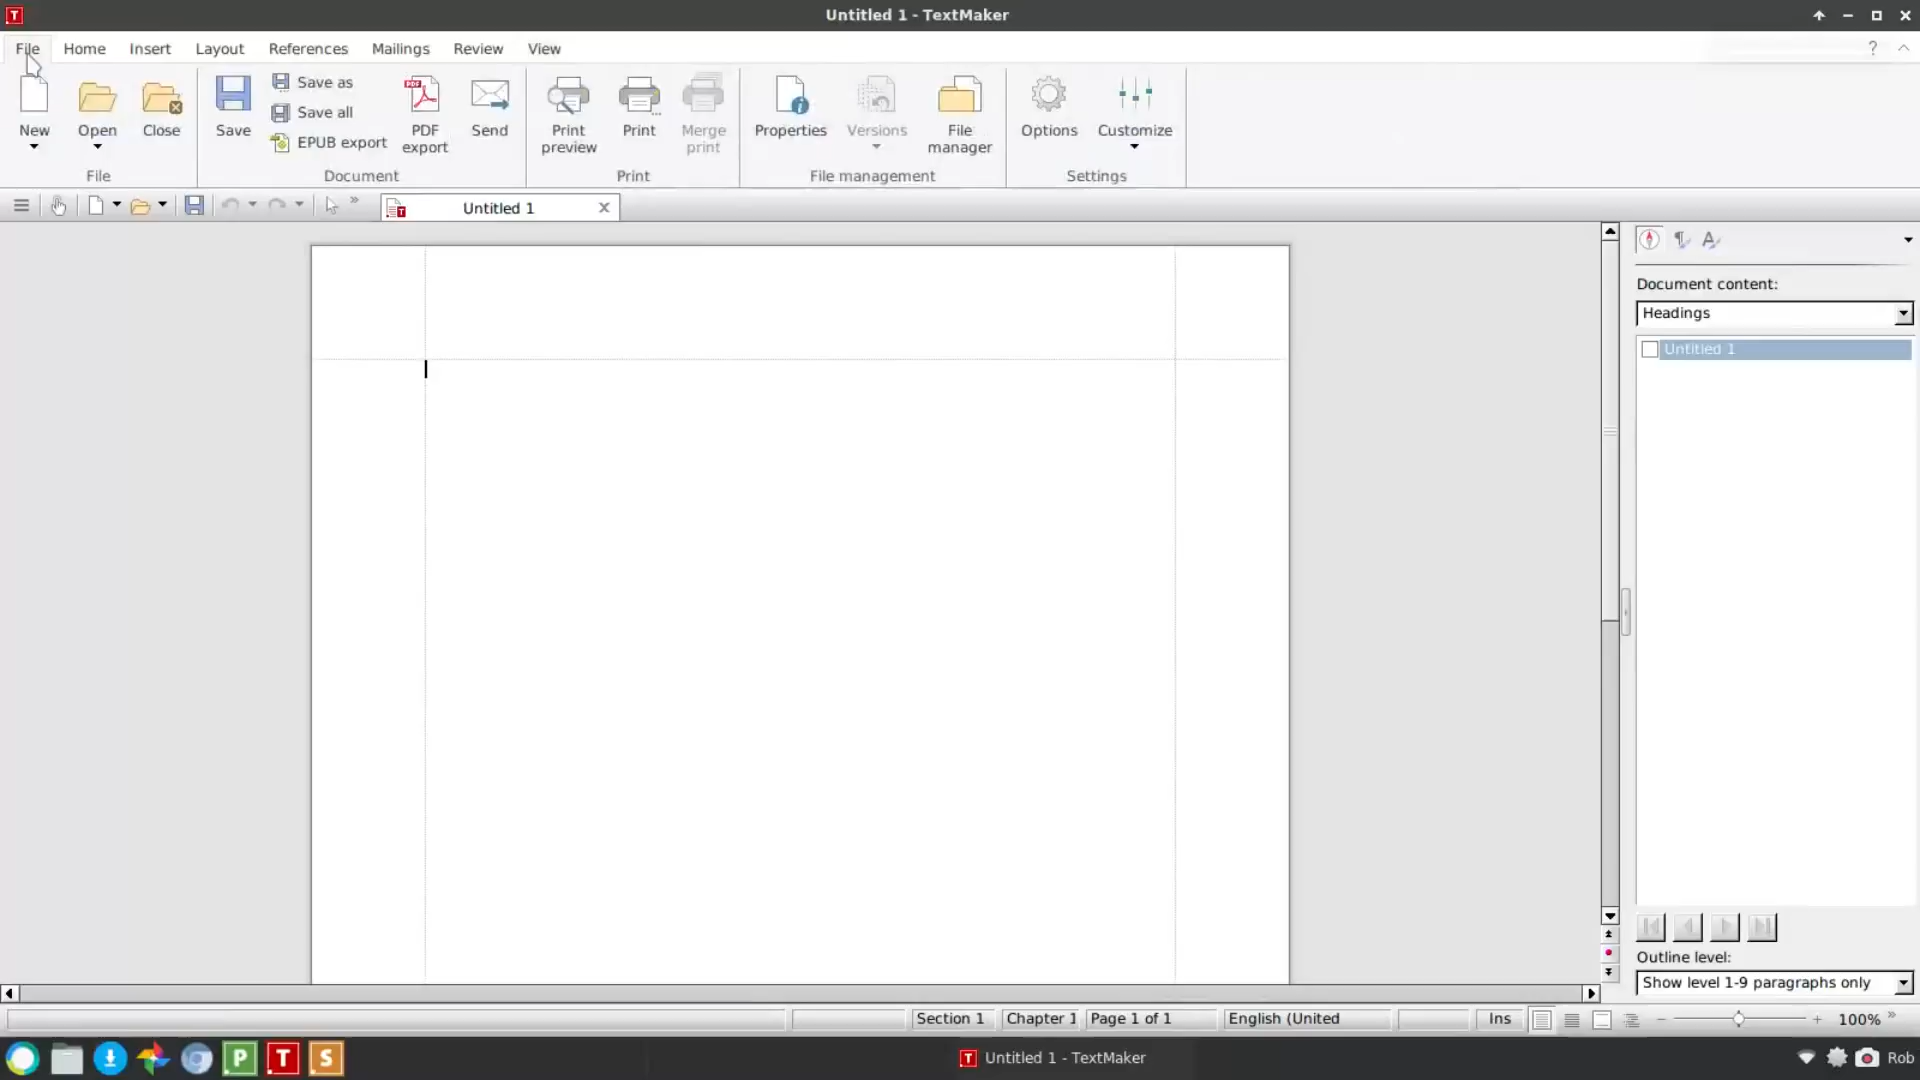 Untitled 1 - TextMaker
File Home Insert Layout References Mailings Review View ?
New Open Close Save Save as Save all EPUB export PDF export Send Print preview Print Merge print Properties Versions File manager Options Customize
File Document Print File management Settings
Untitled 1
Document content:
Headings
Untitled 1
Outline level:
Show level 1-9 paragraphs only
Section 1 Chapter 1 Page 1 of 1 English (United Ins 100%
P T S T Untitled 1 - TextMaker Rob